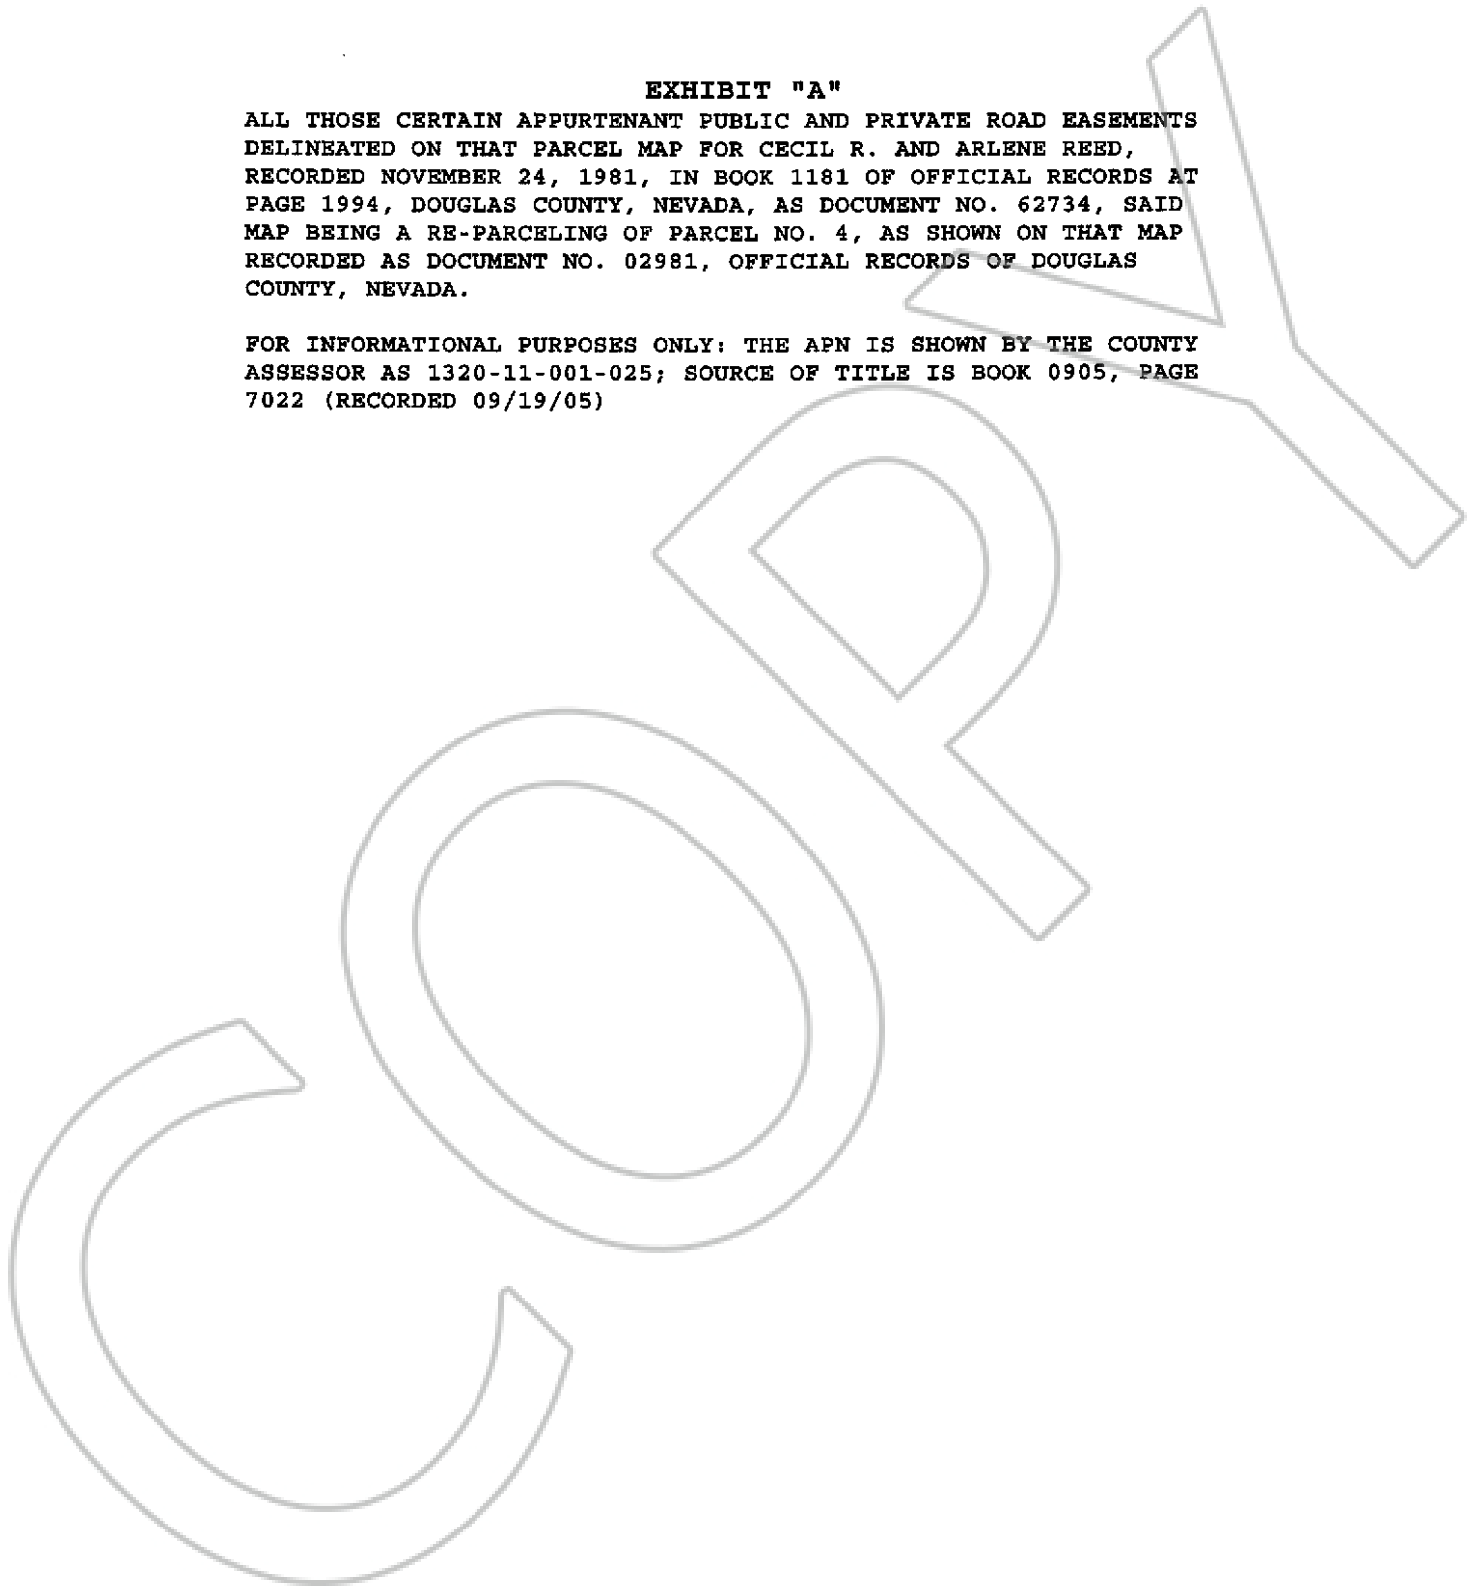 EXHIBIT "A"
ALL THOSE CERTAIN APPURTENANT PUBLIC AND PRIVATE ROAD EASEMENTS
DELINEATED ON THAT PARCEL MAP FOR CECIL R. AND ARLENE REED,
RECORDED NOVEMBER 24, 1981, IN BOOK 1181 OF OFFICIAL RECORDS AT
PAGE 1994, DOUGLAS COUNTY, NEVADA, AS DOCUMENT NO. 62734, SAID
MAP BEING A RE-PARCELING OF PARCEL NO. 4, AS SHOWN ON THAT MAP
RECORDED AS DOCUMENT NO. 02981, OFFICIAL RECORDS OF DOUGLAS
COUNTY, NEVADA.
FOR INFORMATIONAL PURPOSES ONLY: THE APN IS SHOWN BY THE COUNTY
ASSESSOR AS 1320-11-001-025; SOURCE OF TITLE IS BOOK 0905, PAGE
7022 (RECORDED 09/19/05)
COPY